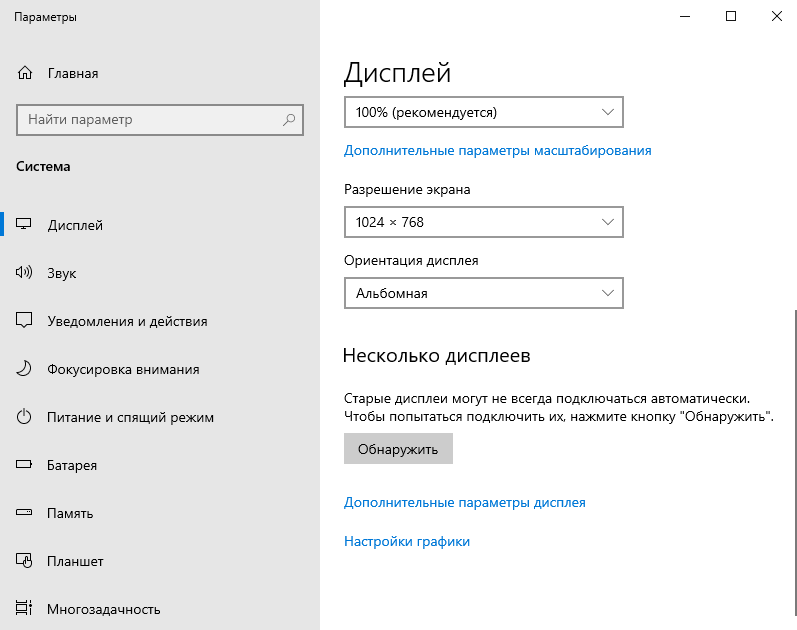 Параметры
Главная
Найти параметр
Система
Дисплей
Звук
Уведомления и действия
Фокусировка внимания
Питание и спящий режим
Батарея
Память
Планшет
Многозадачность
Дисплей
100% (рекомендуется)
Дополнительные параметры масштабирования
Разрешение экрана
1024 × 768
Ориентация дисплея
Альбомная
Несколько дисплеев
Старые дисплеи могут не всегда подключаться автоматически.
Чтобы попытаться подключить их, нажмите кнопку "Обнаружить".
Обнаружить
Дополнительные параметры дисплея
Настройки графики